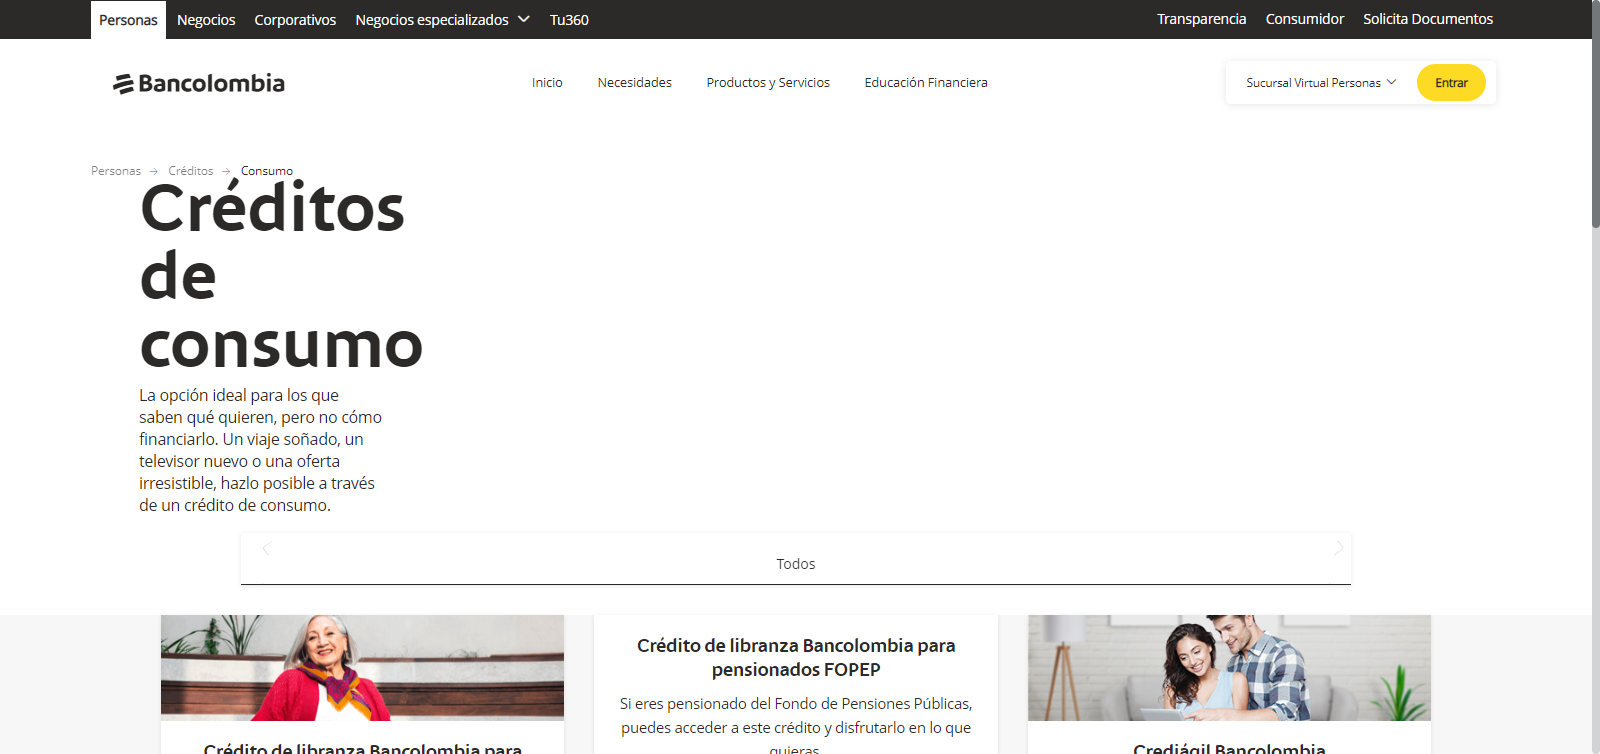 Personas Negocios Corporativos Negocios especializados Tu360 Transparencia Consumidor Solicita Documentos
Bancolombia Inicio Necesidades Productos y Servicios Educación Financiera Sucursal Virtual Personas Entrar
Personas → Créditos → Consumo
Créditos
de
consumo
La opción ideal para los que
saben qué quieren, pero no cómo
financiarlo. Un viaje soñado, un
televisor nuevo o una oferta
irresistible, hazlo posible a través
de un crédito de consumo.
Todos
Crédito de libranza Bancolombia para
Crédito de libranza Bancolombia para
pensionados FOPEP
Si eres pensionado del Fondo de Pensiones Públicas,
puedes acceder a este crédito y disfrutarlo en lo que
quieras.
Crediágil Bancolombia